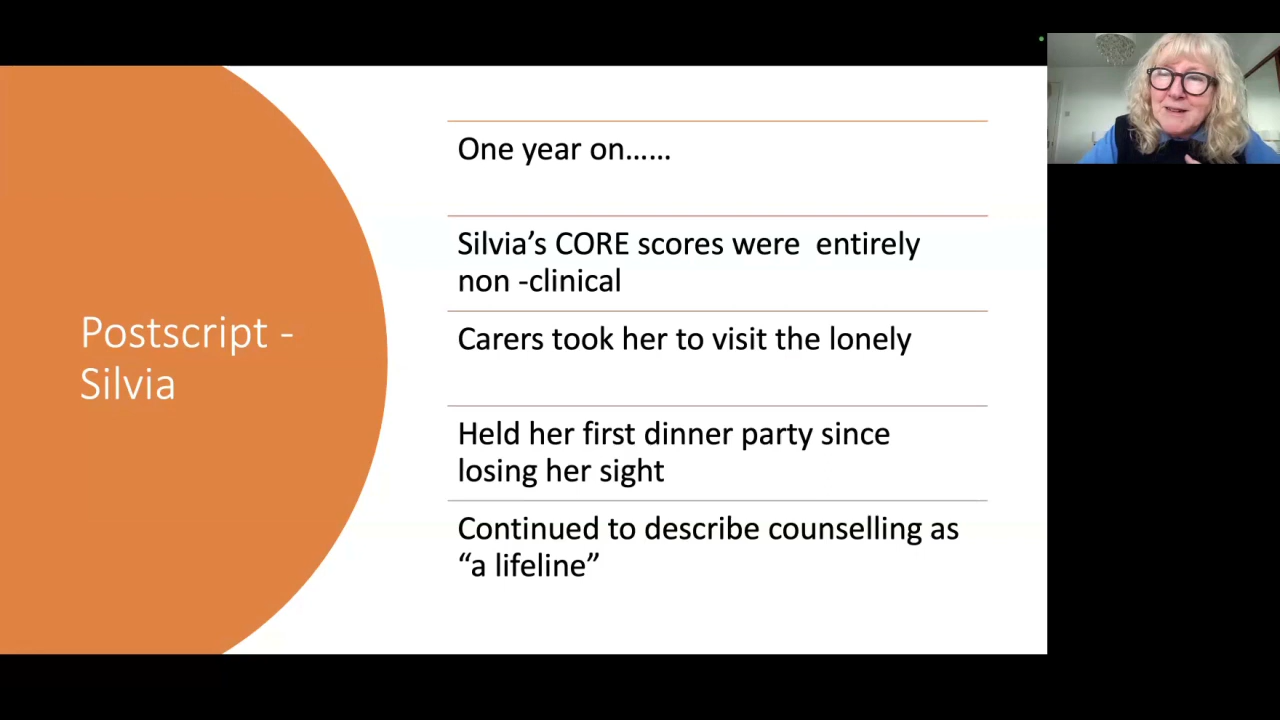 Postscript -
Silvia
One year on......
Silvia’s CORE scores were  entirely
non -clinical
Carers took her to visit the lonely
Held her first dinner party since
losing her sight
Continued to describe counselling as
“a lifeline”